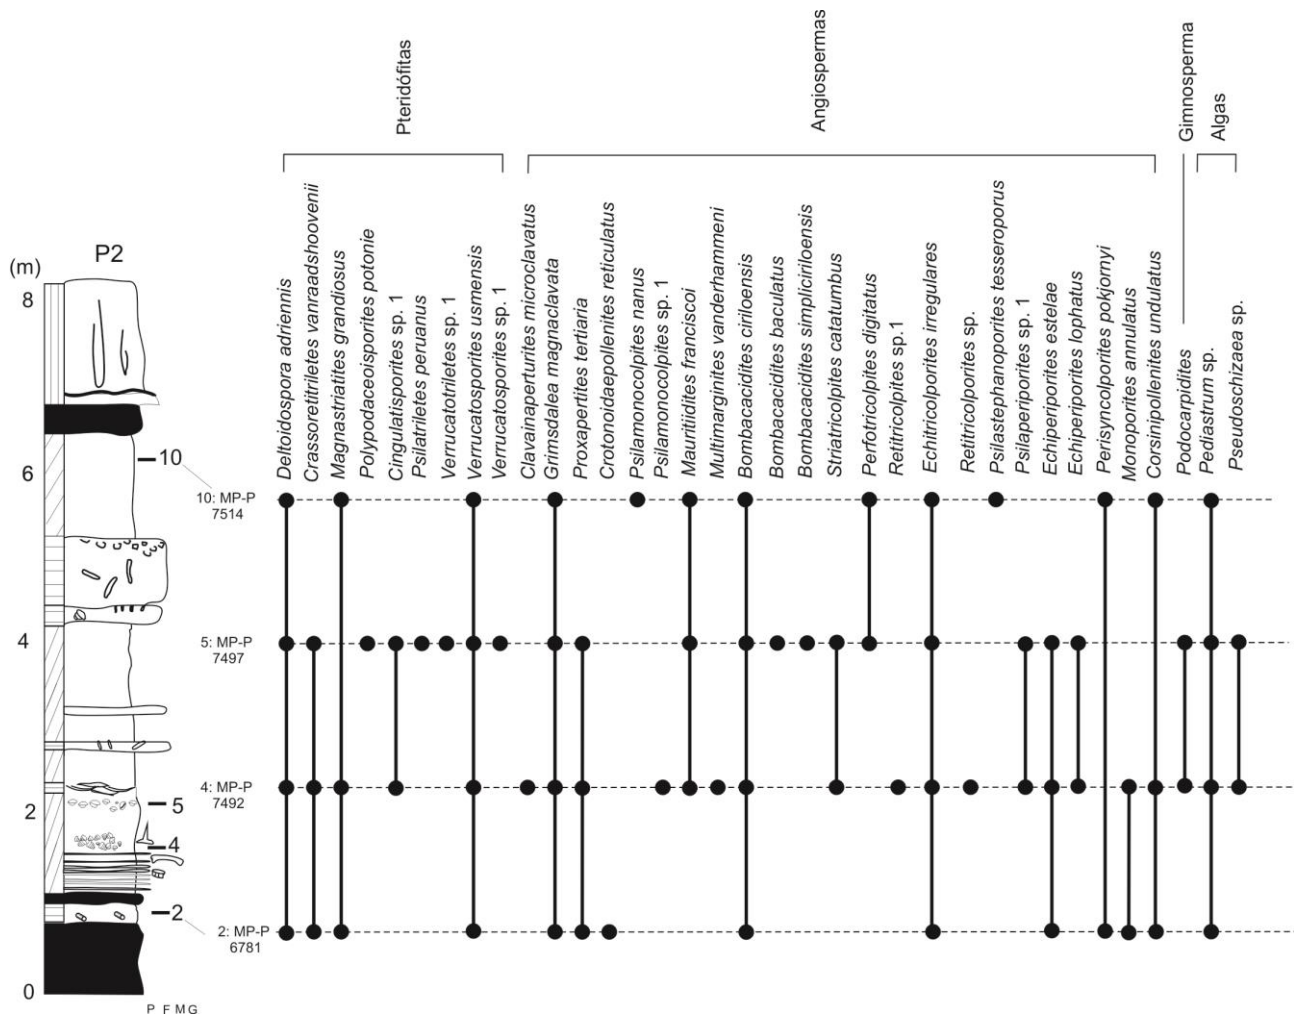 Pteridófitas
Angiospermas
Gimnosperma
Algas
Deltoidospora adriennis
Crassoretitriletes vanraadshoovenii
Magnastriatites grandiosus
Polypodaceoisporites potonie
Cingulatisporites sp. 1
Psilatriletes peruanus
Verrucatotriletes sp. 1
Verrucatosporites usmensis
Verrucatosporites sp. 1
Clavainaperturites microclavatus
Grimsdalea magnaclavata
Proxapertites tertiaria
Crotonoidaepollenites reticulatus
Psilamonocolpites nanus
Psilamonocolpites sp. 1
Mauritiidites franciscoi
Multimarginites vanderhammeni
Bombacacidites ciriloensis
Bombacacidites baculatus
Bombacacidites simpliciriloensis
Striatricolpites catatumbus
Perfotricolpites digitatus
Retitricolpites sp.1
Echitricolporites irregulares
Retitricolporites sp.
Psilastephanoporites tesseroporus
Psilaperiporites sp. 1
Echiperiporites estelae
Echiperiporites lophatus
Perisyncolporites pokjornyi
Monoporites annulatus
Corsinipollenites undulatus
Podocarpidites
Pediastrum sp.
Pseudoschizaea sp.
P2
(m)
8
6
4
2
0
10
5
4
2
10: MP-P
7514
5: MP-P
7497
4: MP-P
7492
2: MP-P
6781
P F M G